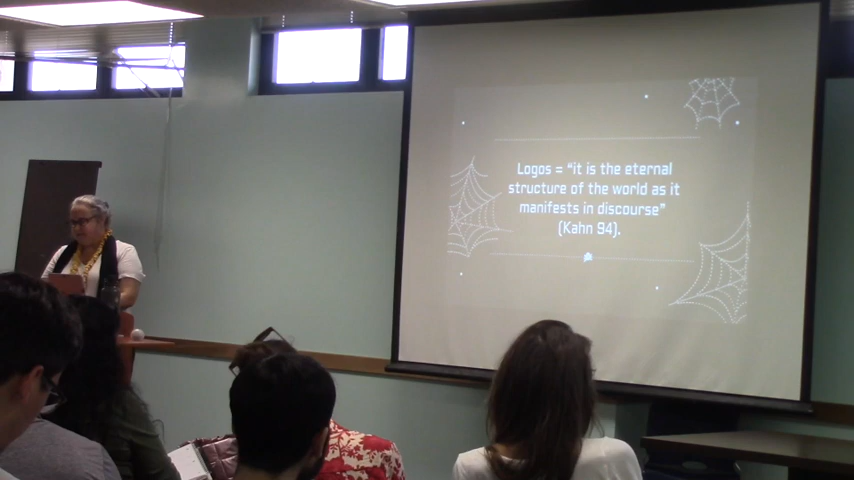 Logos = “it is the eternal
structure of the world as it
manifests in discourse”
(Kahn 94).